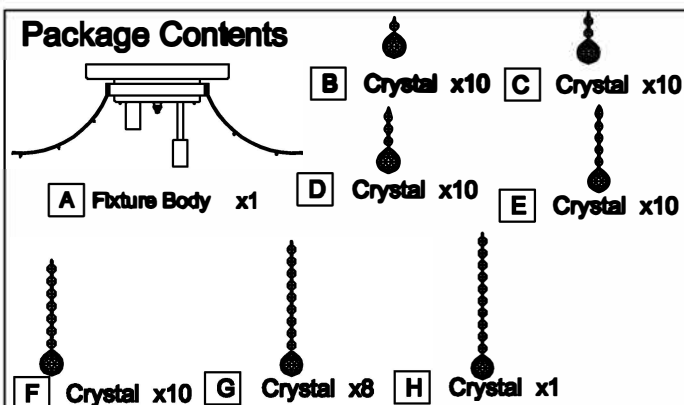 Package Contents
B Crystal x10
C Crystal x10
A Fixture Body x1
D Crystal x10
E Crystal x10
F Crystal x10
G Crystal x8
H Crystal x1